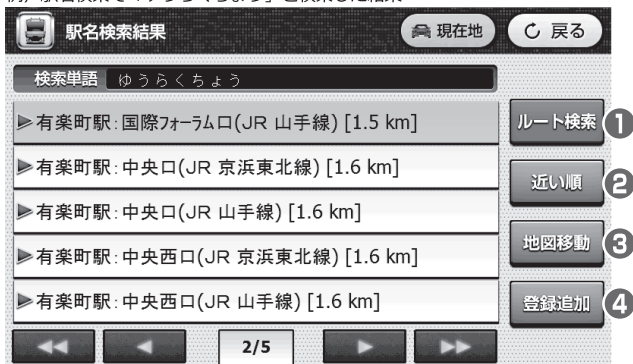 駅名検索結果
現在地
戻る
検索単語 ゆうらくちょう
有楽町駅:国際フォーラム口(JR 山手線) [1.5 km]
ルート検索 1
有楽町駅:中央口(JR 京浜東北線) [1.6 km]
近い順 2
有楽町駅:中央口(JR 山手線) [1.6 km]
地図移動 3
有楽町駅:中央西口(JR 京浜東北線) [1.6 km]
有楽町駅:中央西口(JR 山手線) [1.6 km]
登録追加 4
2/5